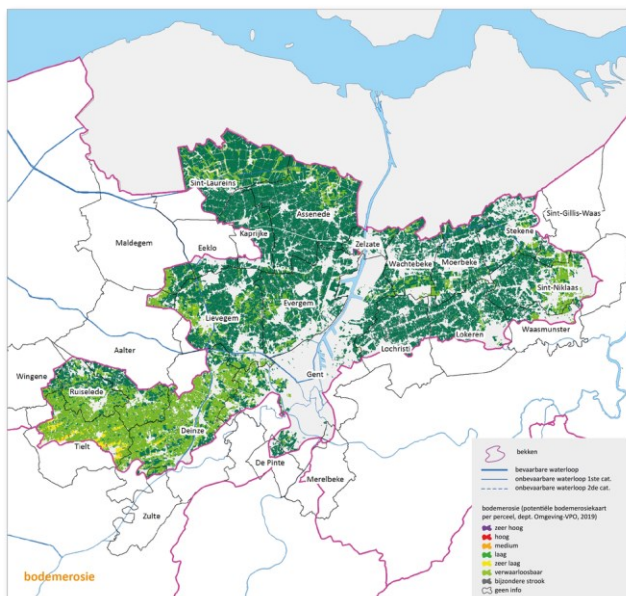 Sint-Laureins
Assenede
Sint-Gillis-Waas
Stekene
Maldegem
Kaprijke
Eeklo
Zelzate
Wachtebeke
Moerbeke
Sint-Niklaas
Lievegem
Evergem
Waasmunster
Lokeren
Aalter
Lochristi
Wingene
Gent
Ruiselede
Deinze
Tielt
De Pinte
Merelbeke
Zulte
bekken
bevaarbare waterloop
onbevaarbare waterloop 1ste cat.
onbevaarbare waterloop 2de cat.
bodemerosie (potentiële bodemerosiekaart
per perceel, dept. Omgeving-VPO, 2019)
zeer hoog
hoog
medium
laag
zeer laag
verwaarloosbaar
bijzondere strook
geen info
bodemerosie